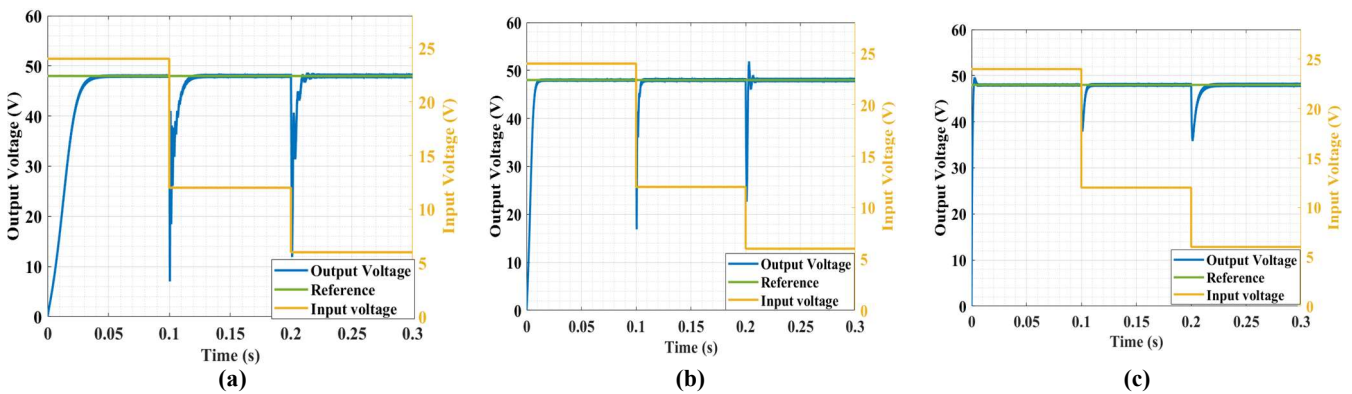 60
50
40
30
20
10
0
Output Voltage (V)
25
20
15
10
5
0
Input Voltage (V)
Output Voltage
Reference
Input voltage
0 0.05 0.1 0.15 0.2 0.25 0.3
Time (s)
(a)
60
50
40
30
20
10
0
Output Voltage (V)
25
20
15
10
5
0
Input Voltage (V)
Output Voltage
Reference
Input voltage
0 0.05 0.1 0.15 0.2 0.25 0.3
Time (s)
(b)
60
50
40
30
20
10
0
Output Voltage (V)
25
20
15
10
5
0
Input Voltage (V)
Output Voltage
Reference
Input voltage
0 0.05 0.1 0.15 0.2 0.25 0.3
Time (s)
(c)